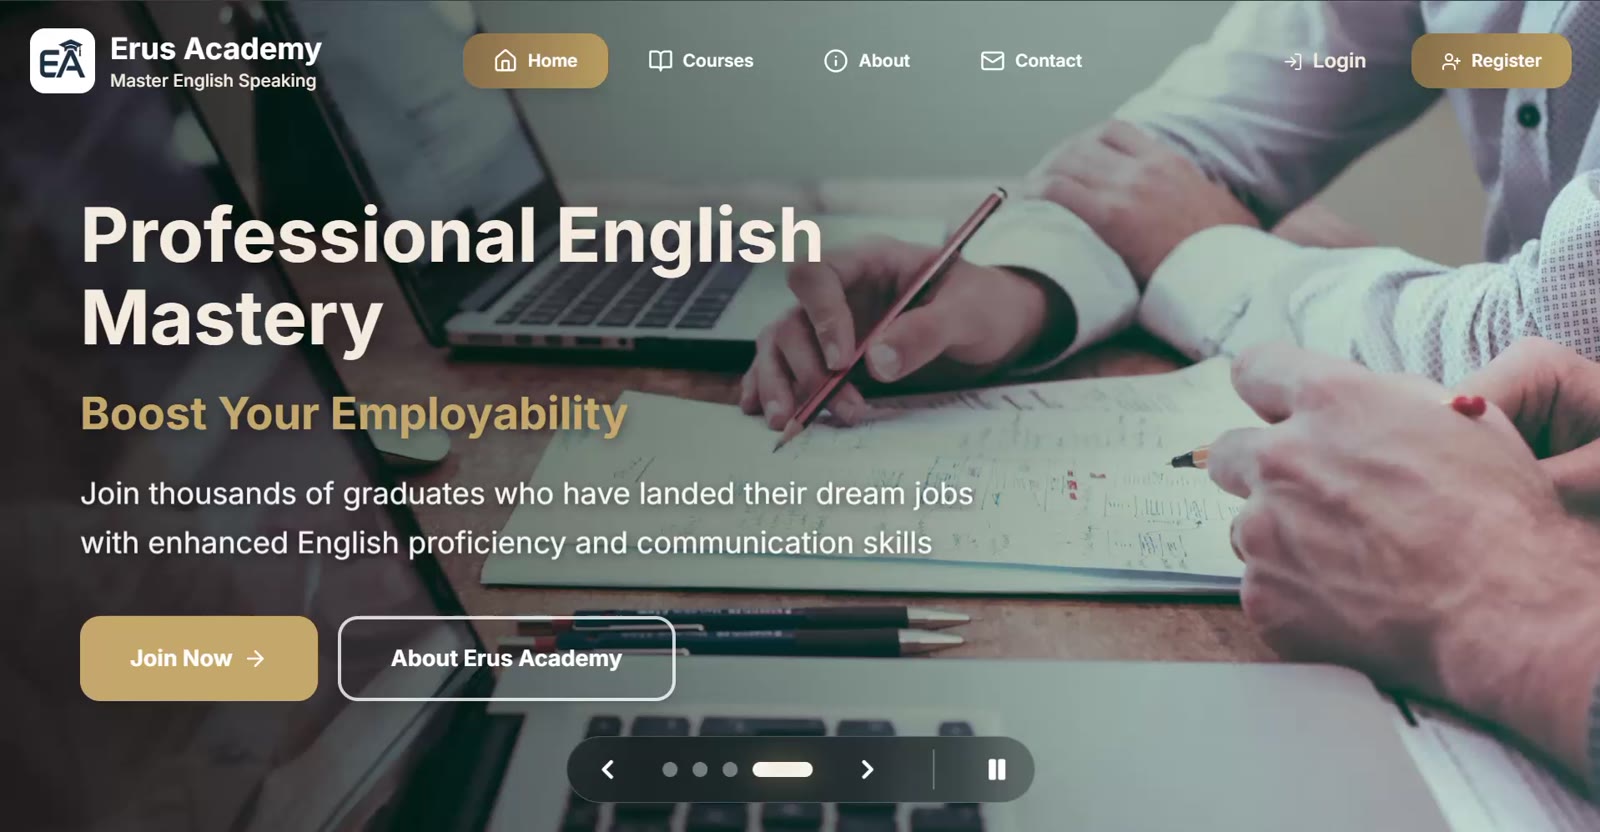 EA
Erus Academy
Master English Speaking
Home
Courses
About
Contact
Login
Register
Professional English
Mastery
Boost Your Employability
Join thousands of graduates who have landed their dream jobs
with enhanced English proficiency and communication skills
Join Now
About Erus Academy